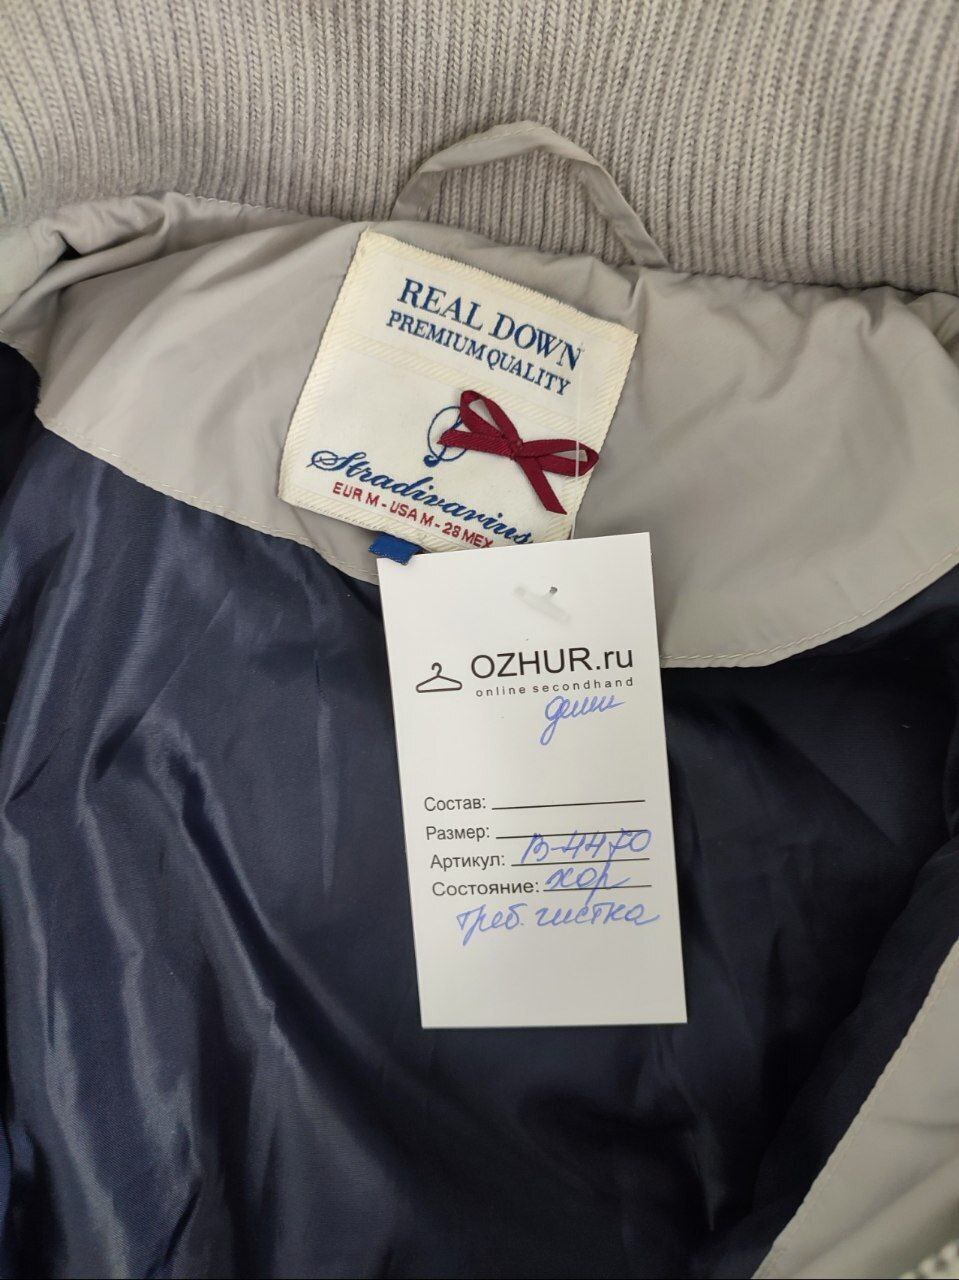 REAL DOWN
PREMIUM QUALITY
Stradivarius
EUR M - USA M - 28 MEX
OZHUR.ru
online secondhand
деми
Состав:
Размер:
Артикул: В-4470
Состояние: хор
треб. чистка